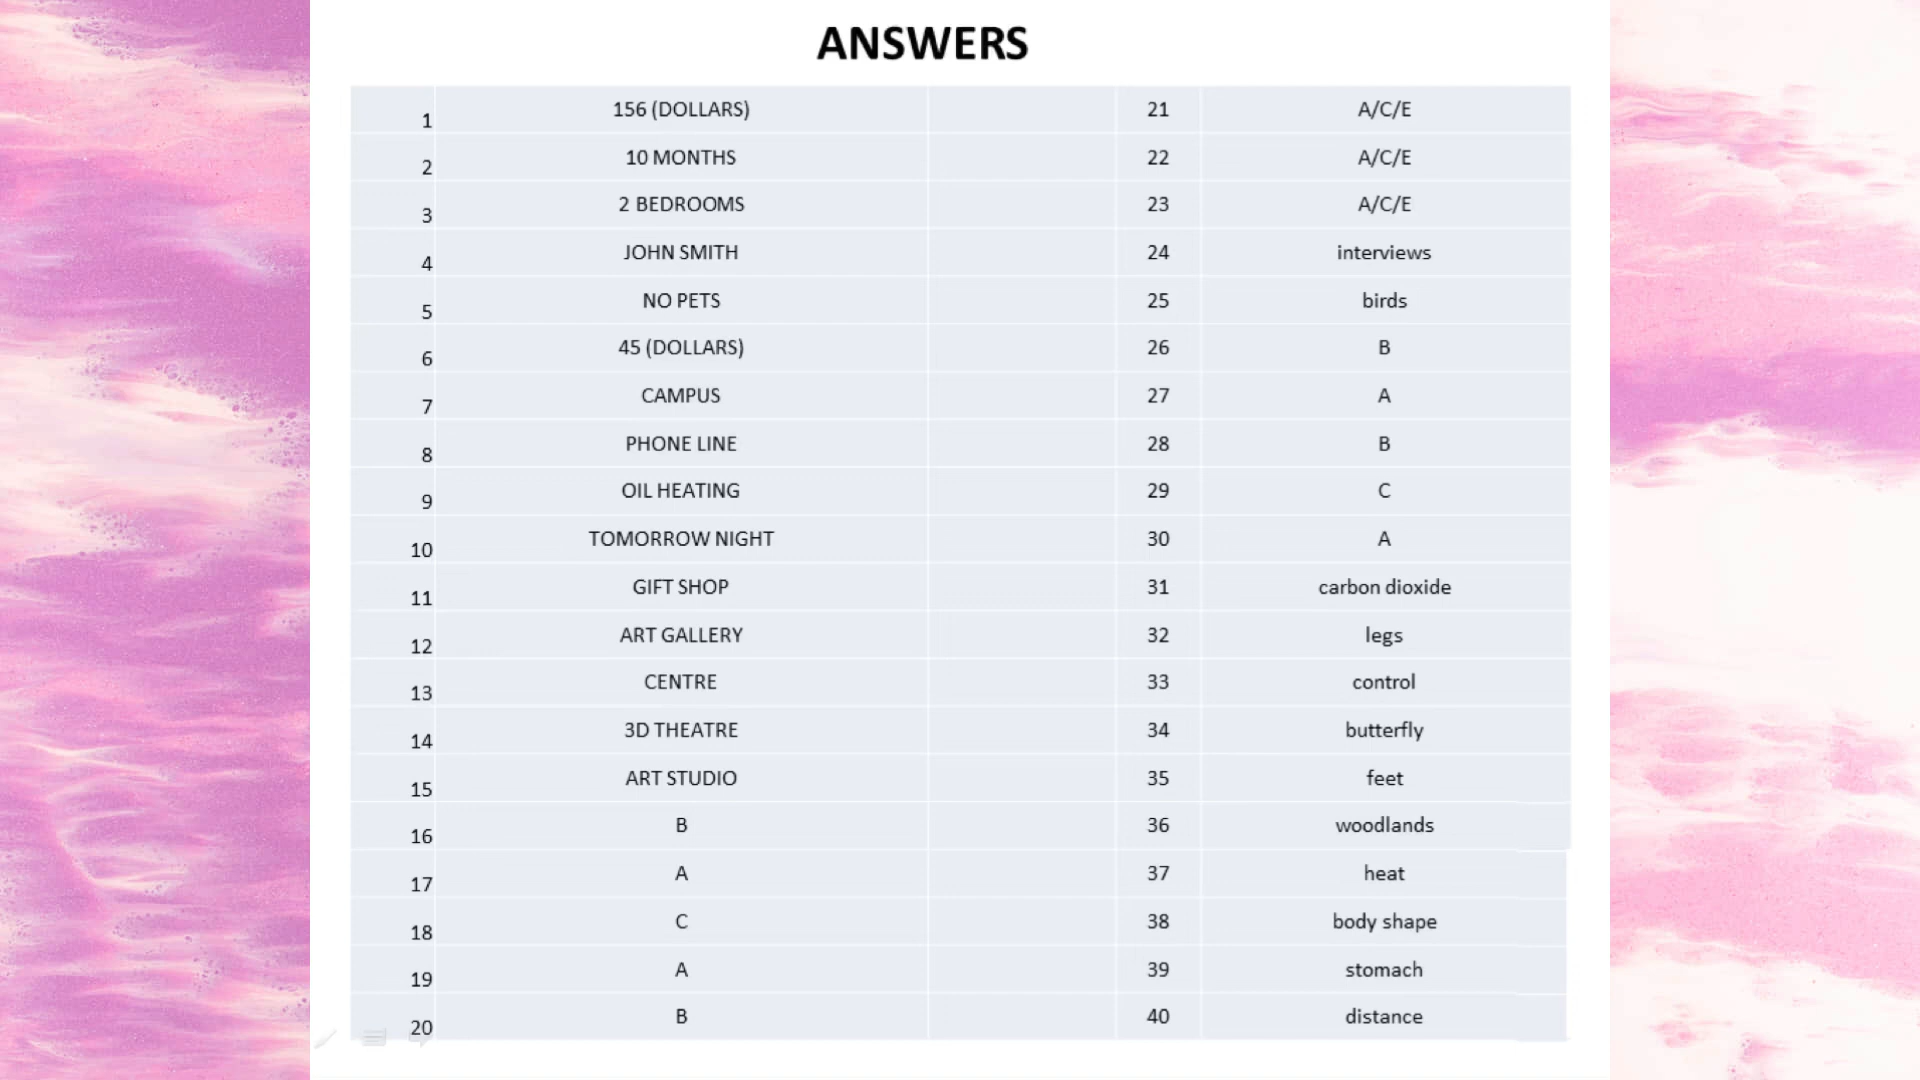 ANSWERS
1 156 (DOLLARS) 21 A/C/E
2 10 MONTHS 22 A/C/E
3 2 BEDROOMS 23 A/C/E
4 JOHN SMITH 24 interviews
5 NO PETS 25 birds
6 45 (DOLLARS) 26 B
7 CAMPUS 27 A
8 PHONE LINE 28 B
9 OIL HEATING 29 C
10 TOMORROW NIGHT 30 A
11 GIFT SHOP 31 carbon dioxide
12 ART GALLERY 32 legs
13 CENTRE 33 control
14 3D THEATRE 34 butterfly
15 ART STUDIO 35 feet
16 B 36 woodlands
17 A 37 heat
18 C 38 body shape
19 A 39 stomach
20 B 40 distance